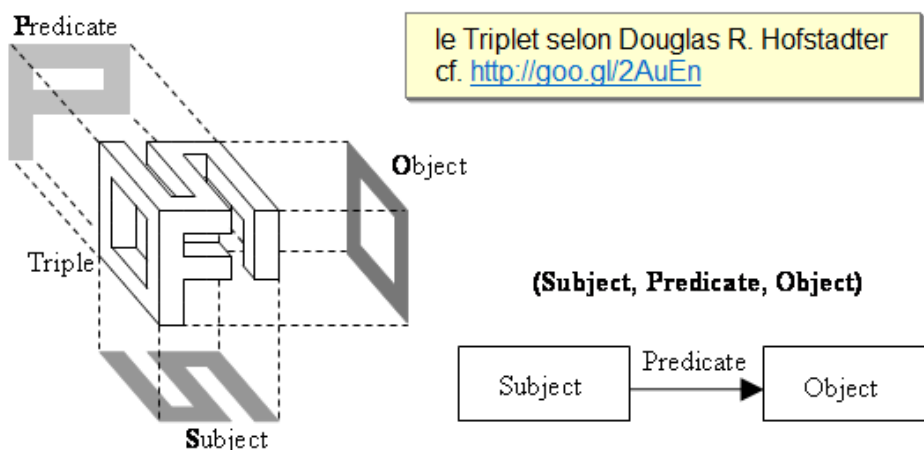 Predicate
le Triplet selon Douglas R. Hofstadter
cf. http://goo.gl/2AuEn
Object
Triple
(Subject, Predicate, Object)
Predicate
Subject
Object
Subject